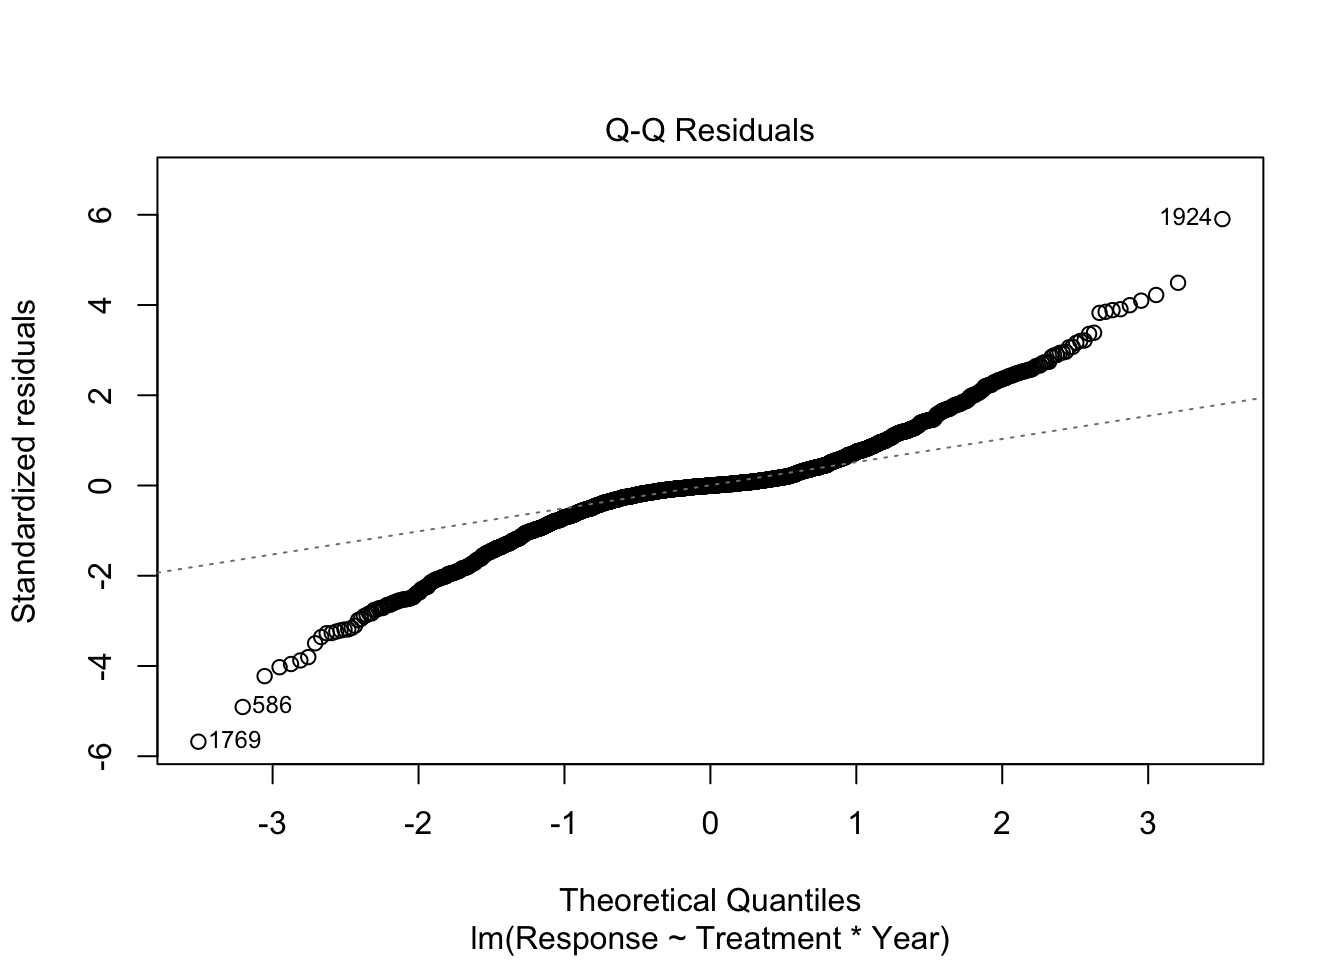 Q-Q Residuals
Standardized residuals
6
4
2
0
-2
-4
-6
1924
586
1769
-3 -2 -1 0 1 2 3
Theoretical Quantiles
lm(Response ~ Treatment * Year)